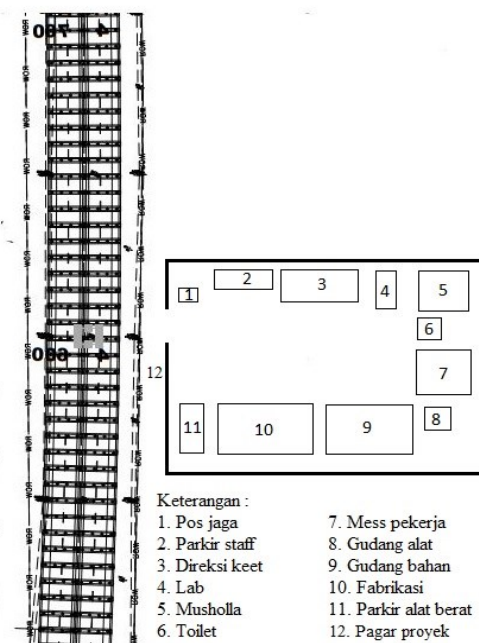 1
2
3
4
5
6
7
8
9
10
11
12
Keterangan :
1. Pos jaga
2. Parkir staff
3. Direksi keet
4. Lab
5. Musholla
6. Toilet
7. Mess pekerja
8. Gudang alat
9. Gudang bahan
10. Fabrikasi
11. Parkir alat berat
12. Pagar proyek